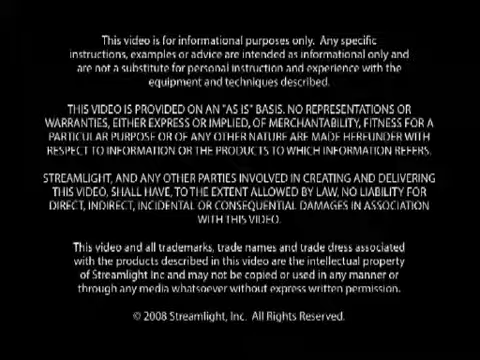 This video is for informational purposes only.  Any specific
instructions, examples or advice are intended as informational only and
are not a substitute for personal instruction and experience with the
equipment and techniques described.
THIS VIDEO IS PROVIDED ON AN "AS IS" BASIS. NO REPRESENTATIONS OR
WARRANTIES, EITHER EXPRESS OR IMPLIED, OF MERCHANTABILITY, FITNESS FOR A
PARTICULAR PURPOSE OR OF ANY OTHER NATURE ARE MADE HEREUNDER WITH
RESPECT TO INFORMATION OR THE PRODUCTS TO WHICH INFORMATION REFERS.
STREAMLIGHT, AND ANY OTHER PARTIES INVOLVED IN CREATING AND DELIVERING
THIS VIDEO, SHALL HAVE, TO THE EXTENT ALLOWED BY LAW, NO LIABILITY FOR
DIRECT, INDIRECT, INCIDENTAL OR CONSEQUENTIAL DAMAGES IN ASSOCIATION
WITH THIS VIDEO.
This video and all trademarks, trade names and trade dress associated
with the products described in this video are the intellectual property
of Streamlight Inc and may not be copied or used in any manner or
through any media whatsoever without express written permission.
© 2008 Streamlight, Inc.  All Rights Reserved.